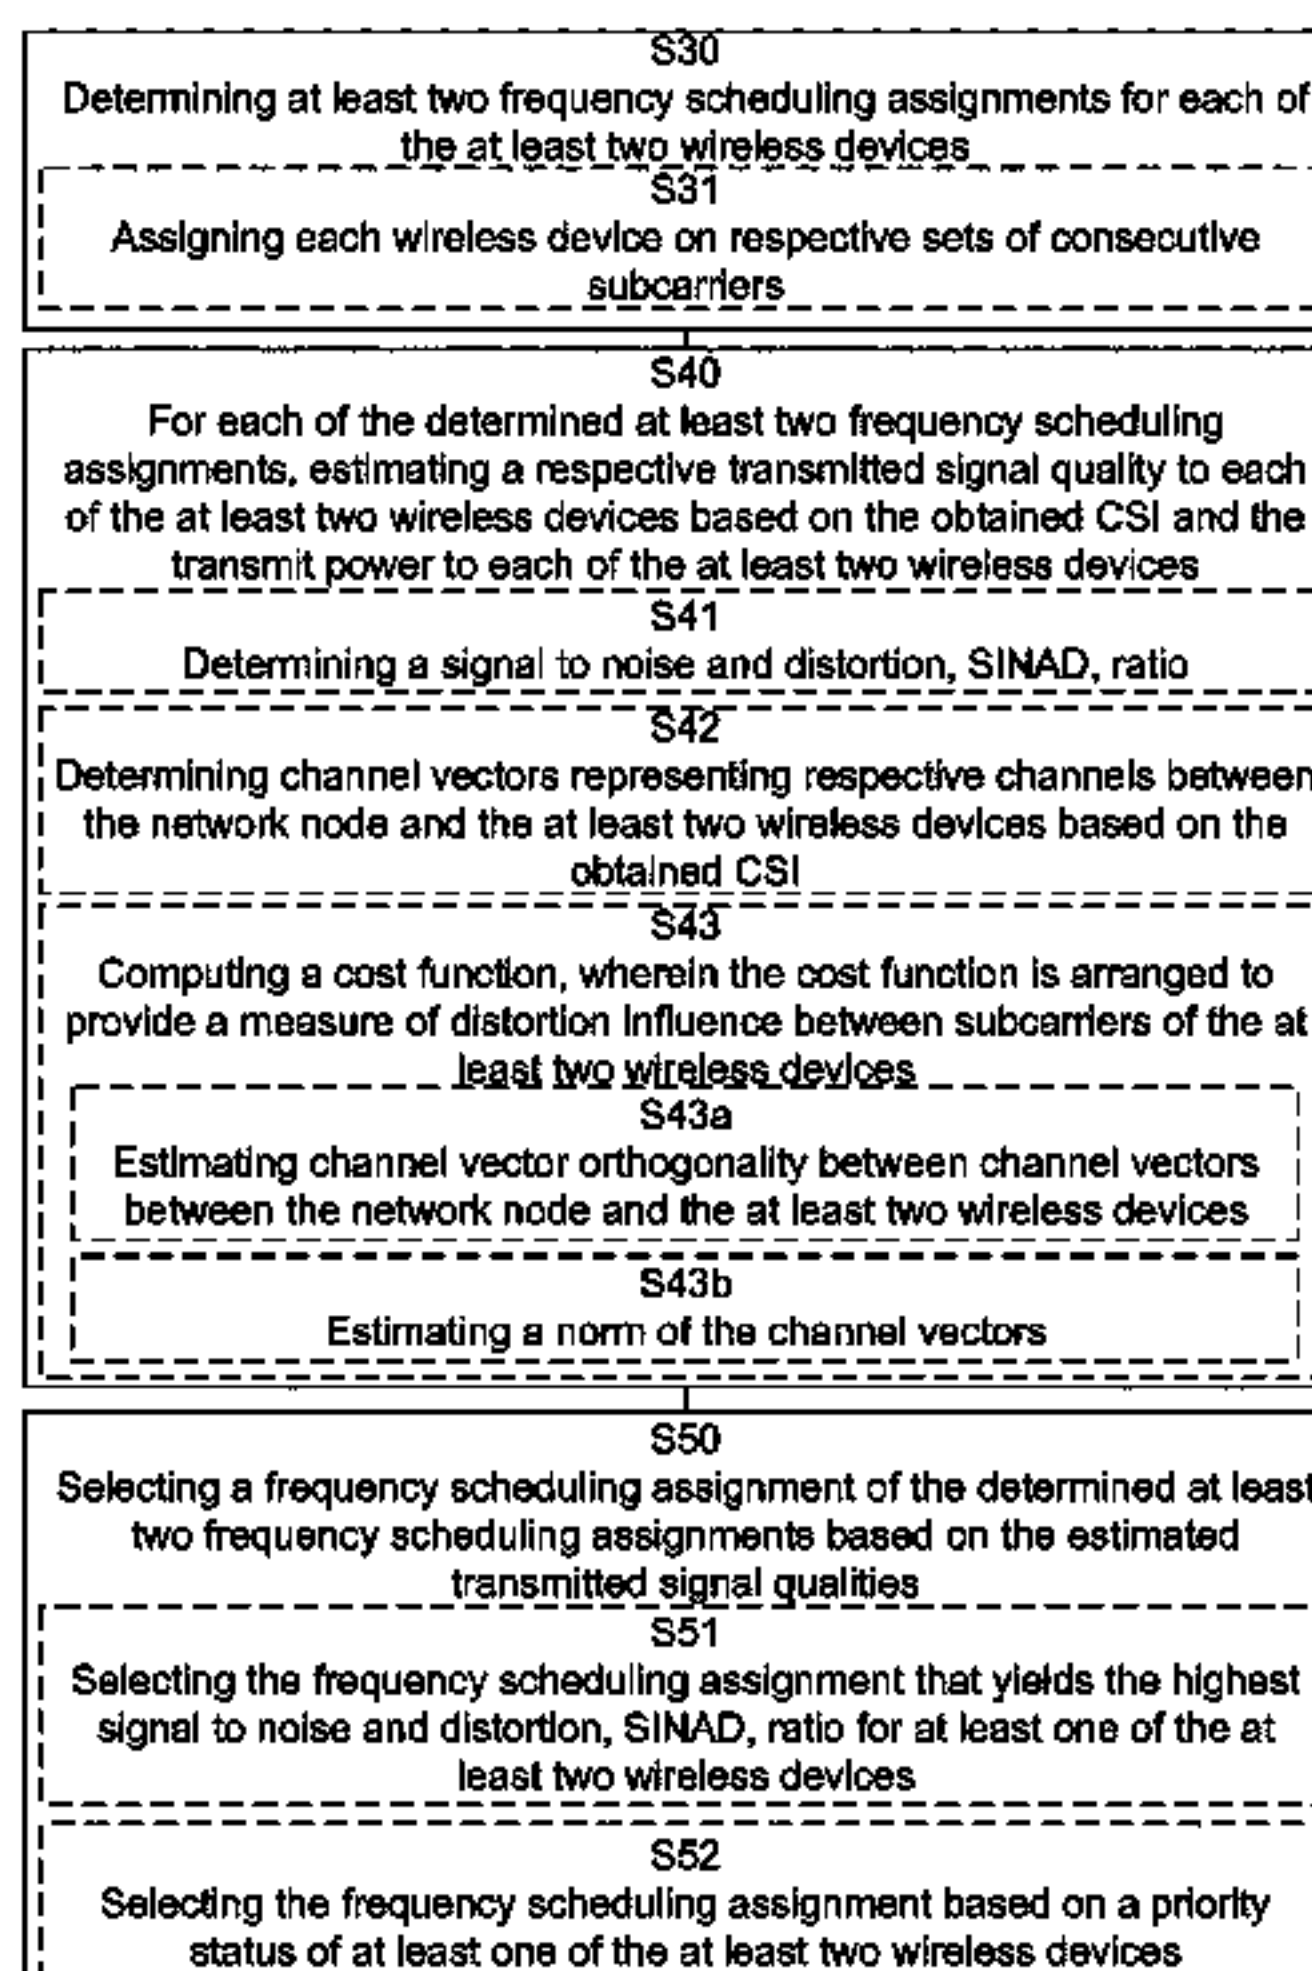 S30
Determining at least two frequency scheduling assignments for each of
the at least two wireless devices
S31
Assigning each wireless device on respective sets of consecutive
subcarriers
S40
For each of the determined at least two frequency scheduling
assignments, estimating a respective transmitted signal quality to each
of the at least two wireless devices based on the obtained CSI and the
transmit power to each of the at least two wireless devices
S41
Determining a signal to noise and distortion, SINAD, ratio
S42
Determining channel vectors representing respective channels between
the network node and the at least two wireless devices based on the
obtained CSI
S43
Computing a cost function, wherein the cost function is arranged to
provide a measure of distortion influence between subcarriers of the at
least two wireless devices
S43a
Estimating channel vector orthogonality between channel vectors
between the network node and the at least two wireless devices
S43b
Estimating a norm of the channel vectors
S50
Selecting a frequency scheduling assignment of the determined at least
two frequency scheduling assignments based on the estimated
transmitted signal qualities
S51
Selecting the frequency scheduling assignment that yields the highest
signal to noise and distortion, SINAD, ratio for at least one of the at
least two wireless devices
S52
Selecting the frequency scheduling assignment based on a priority
status of at least one of the at least two wireless devices